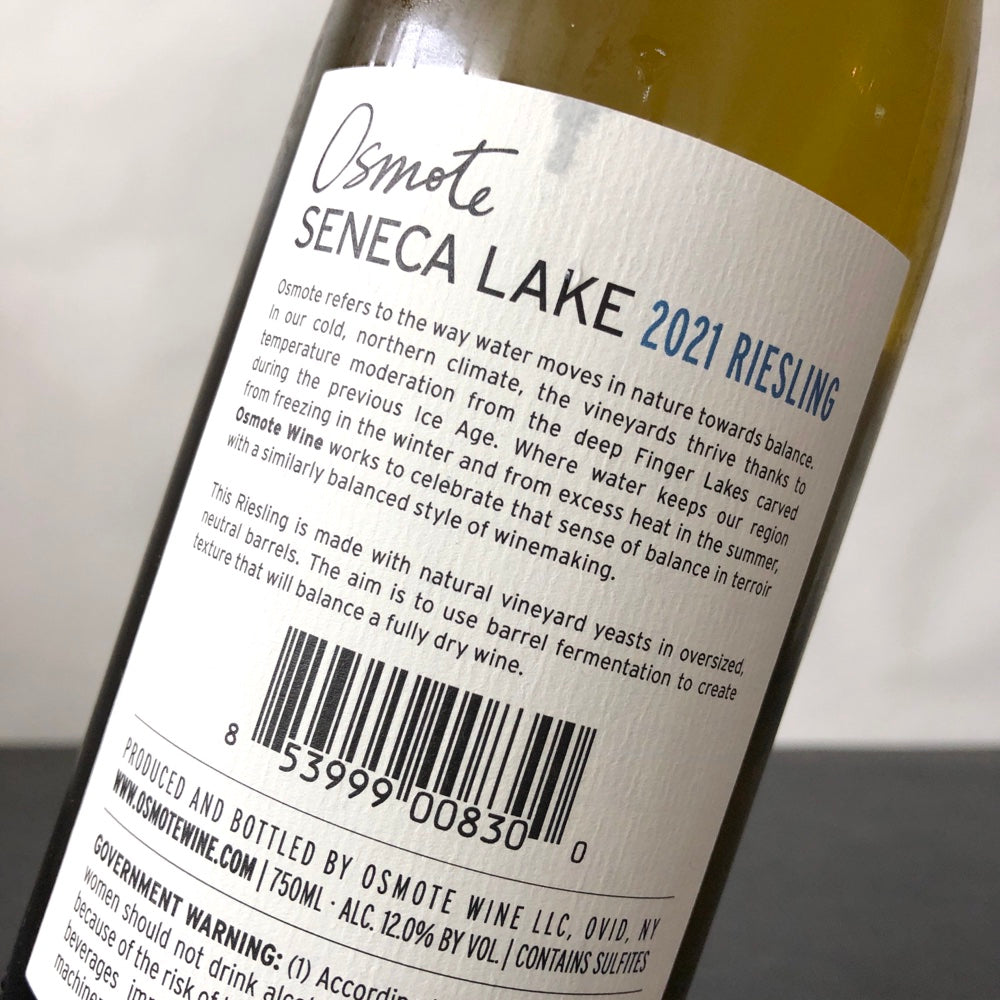 Osmote
SENECA LAKE 2021 RIESLING
Osmote refers to the way water moves in nature towards balance.
In our cold, northern climate, the vineyards thrive thanks to
temperature moderation from the deep Finger Lakes carved
during the previous Ice Age. Where water keeps our region
from freezing in the winter and from excess heat in the summer,
Osmote Wine works to celebrate that sense of balance in terroir
with a similarly balanced style of winemaking.
This Riesling is made with natural vineyard yeasts in oversized,
neutral barrels. The aim is to use barrel fermentation to create
texture that will balance a fully dry wine.
8 53999 00830 0
PRODUCED AND BOTTLED BY OSMOTE WINE LLC, OVID, NY
WWW.OSMOTEWINE.COM | 750ML · ALC. 12.0% BY VOL. | CONTAINS SULFITES
GOVERNMENT WARNING: (1) According
women should not drink
because of the risk of
beverages